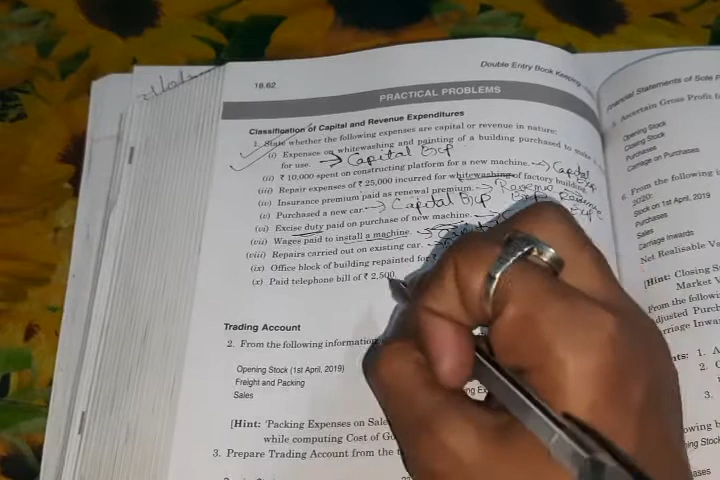 18.62
Double Entry Book Keeping
PRACTICAL PROBLEMS
Classification of Capital and Revenue Expenditures
1. State whether the following expenses are capital or revenue in nature:
(i) Expenses on whitewashing and painting of a building purchased to make it
for use. → Capital Exp
(ii) ₹ 10,000 spent on constructing platform for a new machine. → Capital
Exp
(iii) Repair expenses of ₹ 25,000 incurred for whitewashing of factory building.
Revenue
Exp
(iv) Insurance premium paid as renewal premium. → Revenue
Exp
(v) Purchased a new car. → Capital Exp
(vi) Excise duty paid on purchase of new machine.
(vii) Wages paid to install a machine.
(viii) Repairs carried out on existing car.
(ix) Office block of building repainted for ₹
(x) Paid telephone bill of ₹ 2,500.
Trading Account
2. From the following information
Opening Stock (1st April, 2019)
Freight and Packing
Sales
[Hint: 'Packing Expenses on Sale
while computing Cost of
3. Prepare Trading Account from the
Financial Statements of Sole
Ascertain Gross Profit
Opening Stock
Closing Stock
Purchases
Carriage on Purchases
6. From the following
2020:
Stock on 1st April, 2019
Purchases
Sales
Carriage Inwards
Net Realisable
[Hint: Closing
Market
From the following
Adjusted
1.
2.
3.